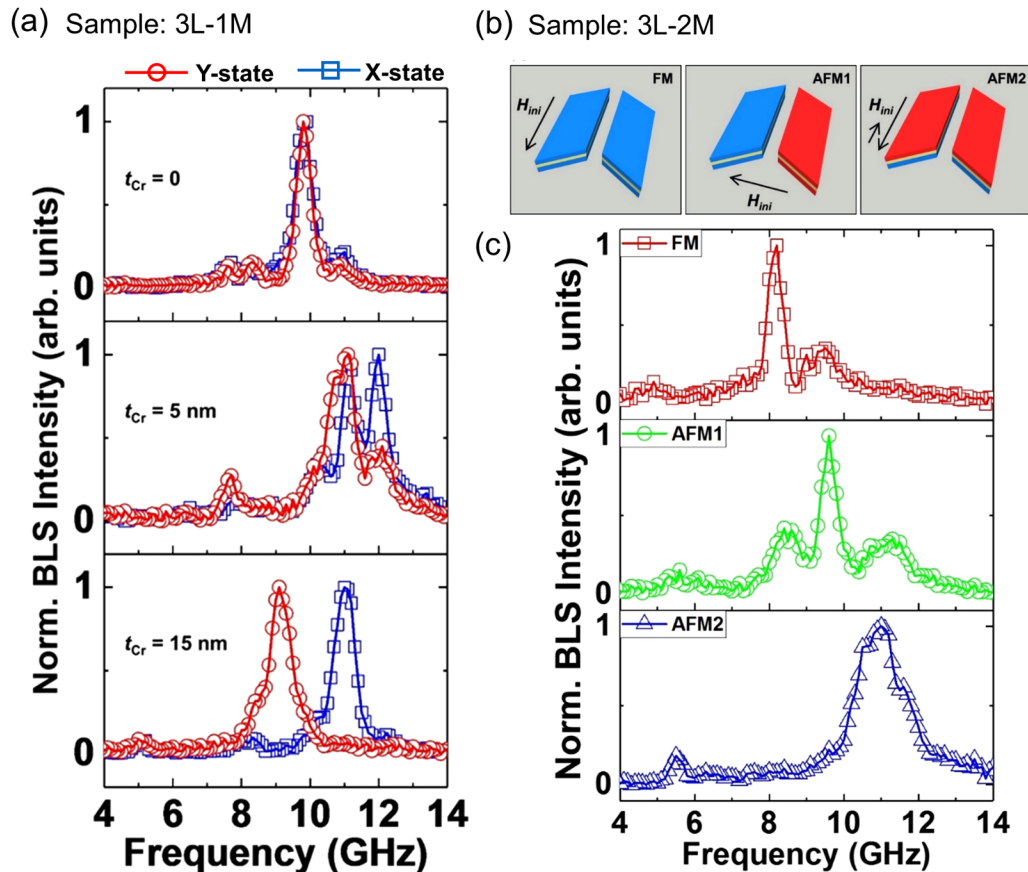 (a) Sample: 3L-1M
Y-state X-state
1
t_Cr = 0
0
1
t_Cr = 5 nm
0
1
t_Cr = 15 nm
0
Norm. BLS Intensity (arb. units)
4 6 8 10 12 14
Frequency (GHz)
(b) Sample: 3L-2M
FM
H_ini
AFM1
H_ini
AFM2
H_ini
(c)
1
FM
0
1
AFM1
0
1
AFM2
0
Norm. BLS Intensity (arb. units)
4 6 8 10 12 14
Frequency (GHz)